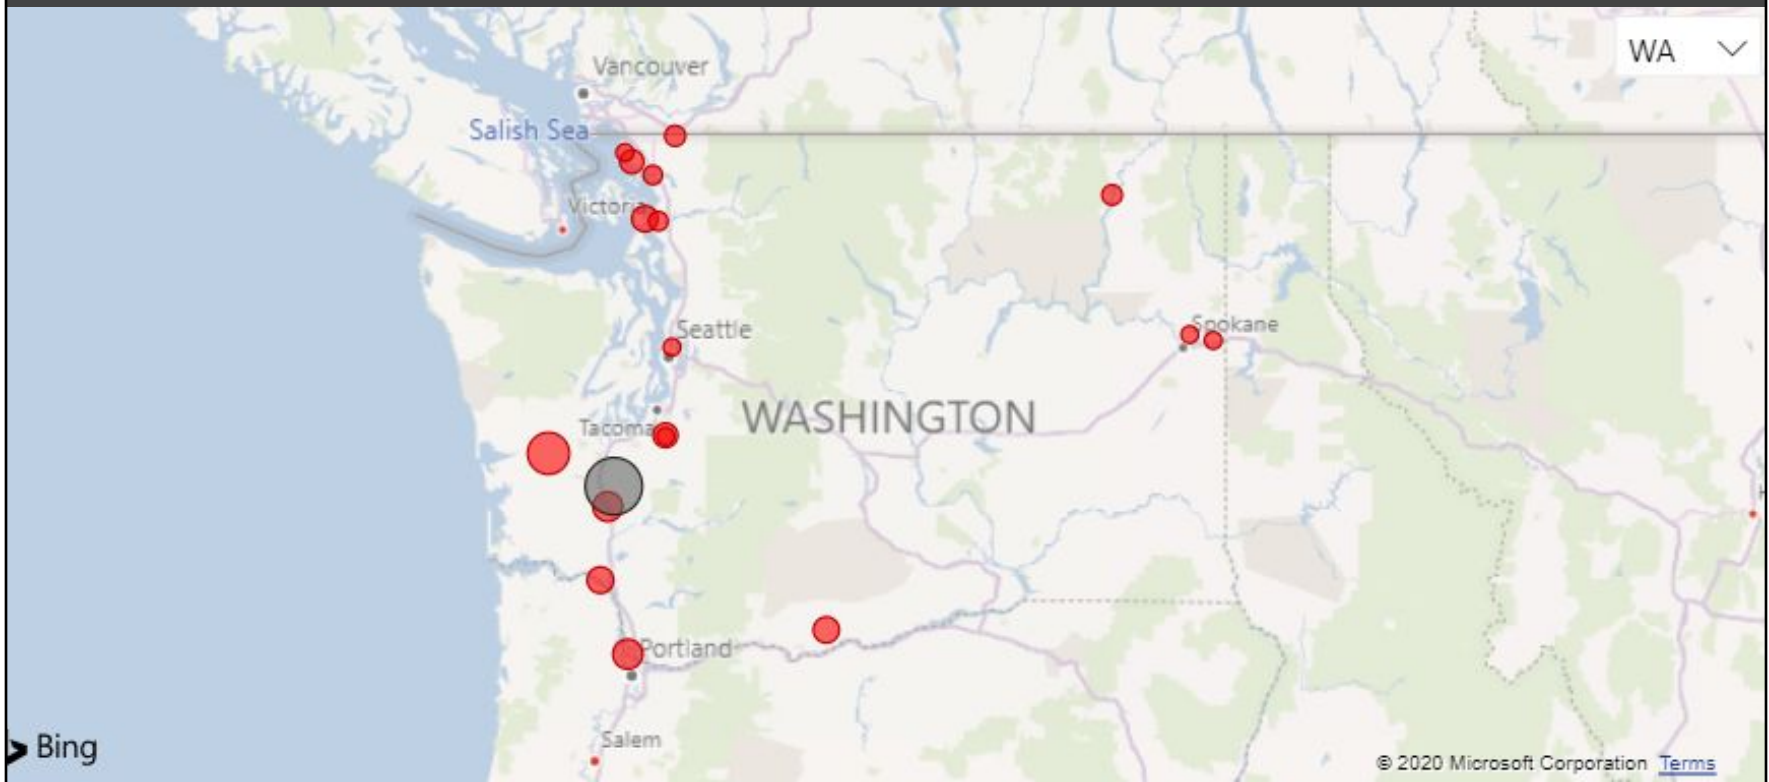 WA
Vancouver
Salish Sea
Victoria
Seattle
Spokane
WASHINGTON
Tacoma
Portland
Salem
Bing
© 2020 Microsoft Corporation Terms